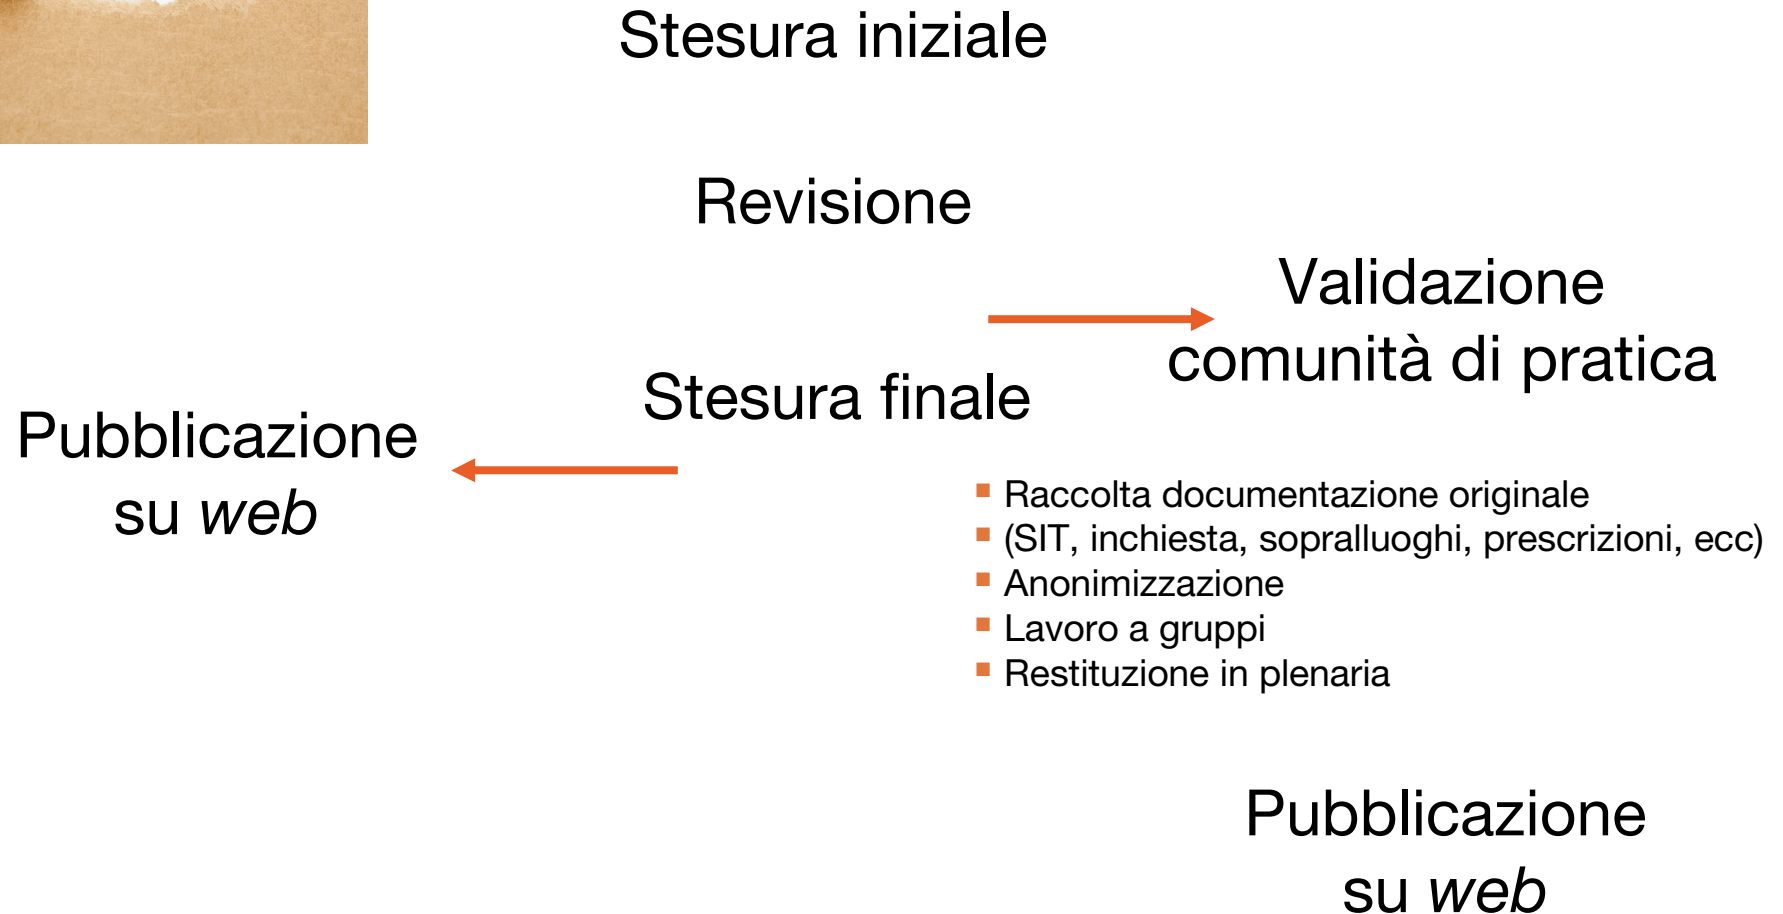 Stesura iniziale
Revisione
Validazione
comunità di pratica
Stesura finale
Pubblicazione
su web
▪ Raccolta documentazione originale
▪ (SIT, inchiesta, sopralluoghi, prescrizioni, ecc)
▪ Anonimizzazione
▪ Lavoro a gruppi
▪ Restituzione in plenaria
Pubblicazione
su web